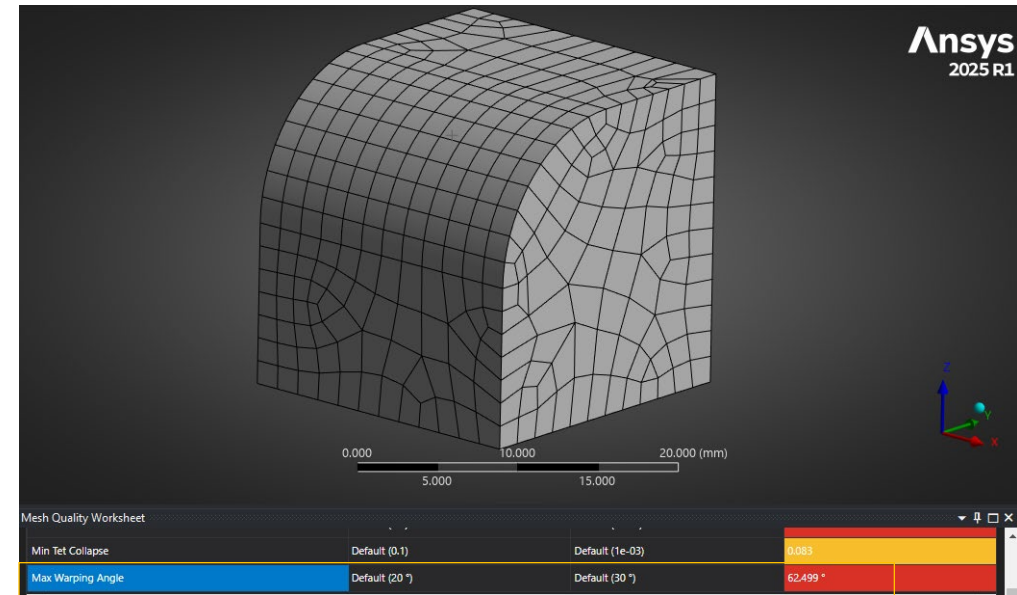 Ansys
2025 R1
Z
Y
X
0.000 10.000 20.000 (mm)
5.000 15.000
Mesh Quality Worksheet
Min Tet Collapse Default (0.1) Default (1e-03) 0.083
Max Warping Angle Default (20 °) Default (30 °) 62.499 °